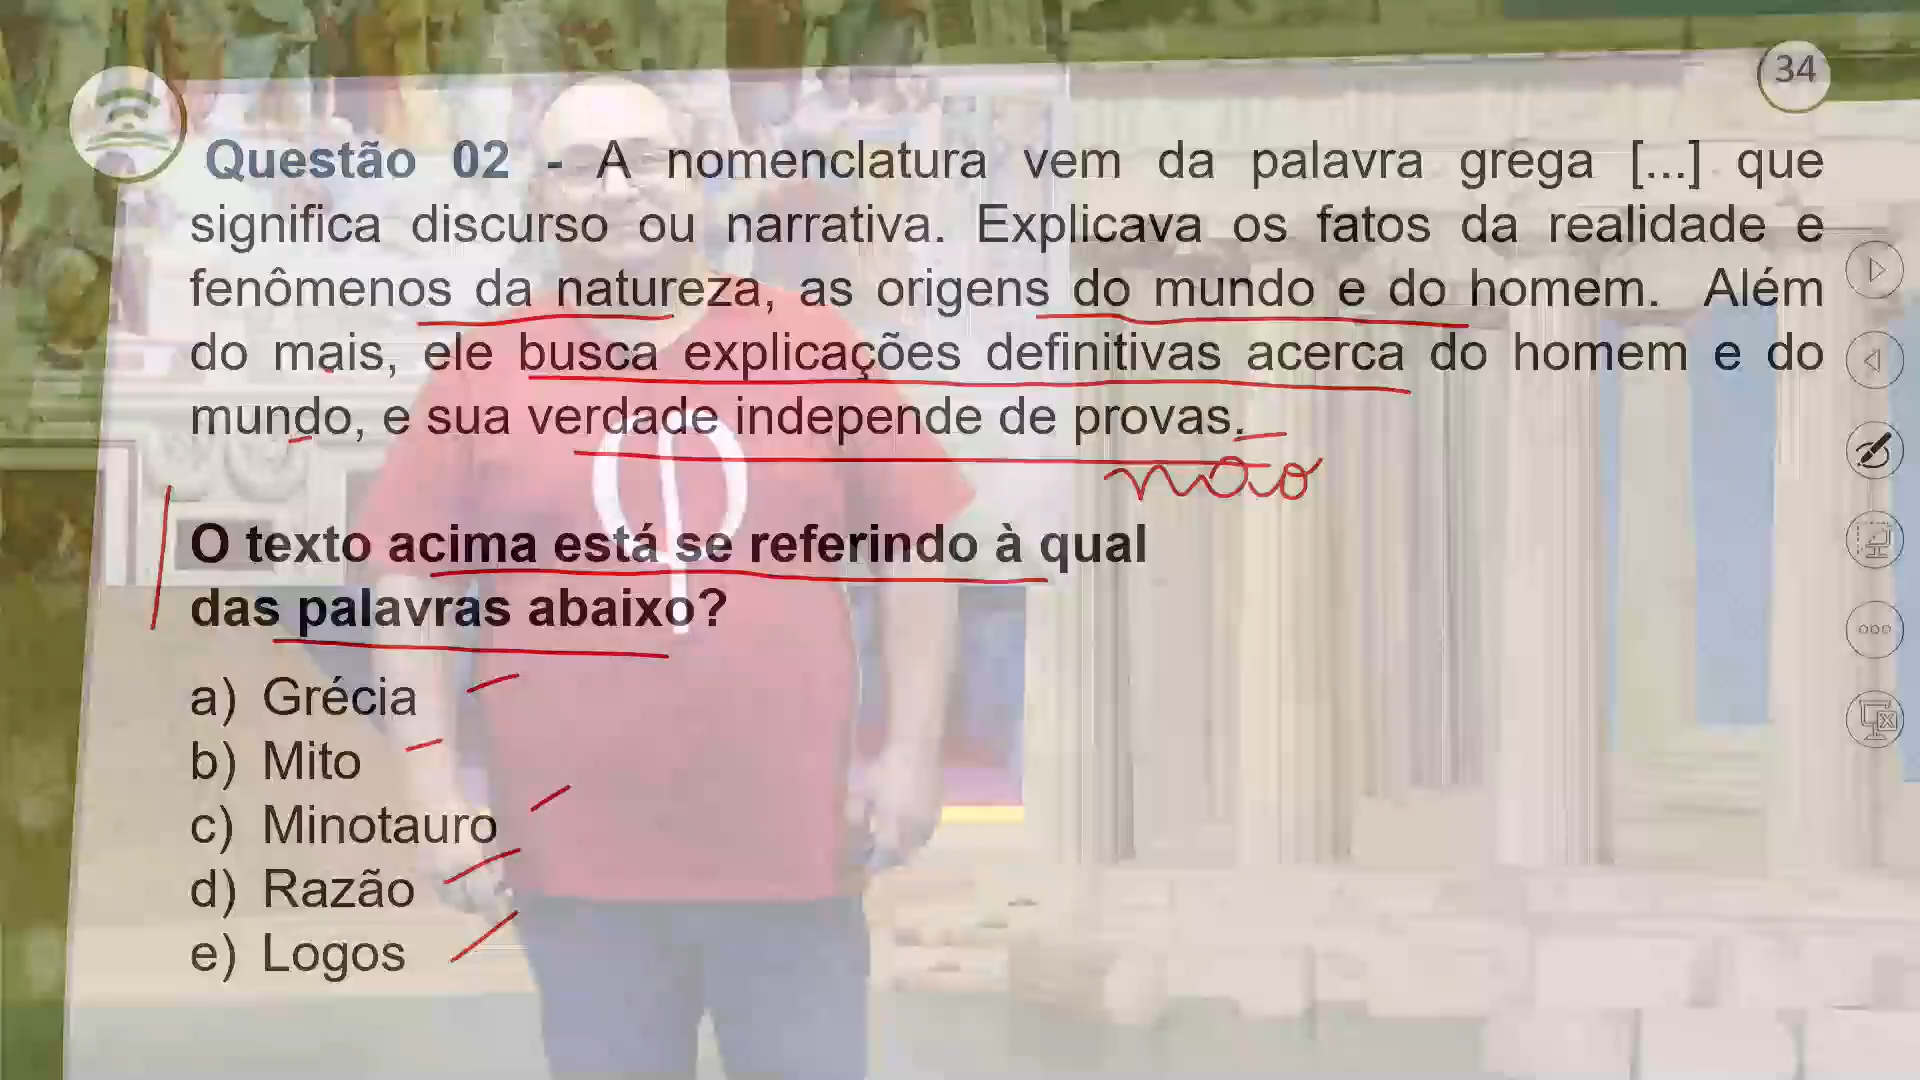 34
Questão 02 - A nomenclatura vem da palavra grega [...] que
significa discurso ou narrativa. Explicava os fatos da realidade e
fenômenos da natureza, as origens do mundo e do homem. Além
do mais, ele busca explicações definitivas acerca do homem e do
mundo, e sua verdade independe de provas.
não
O texto acima está se referindo à qual
das palavras abaixo?
a) Grécia
b) Mito
c) Minotauro
d) Razão
e) Logos